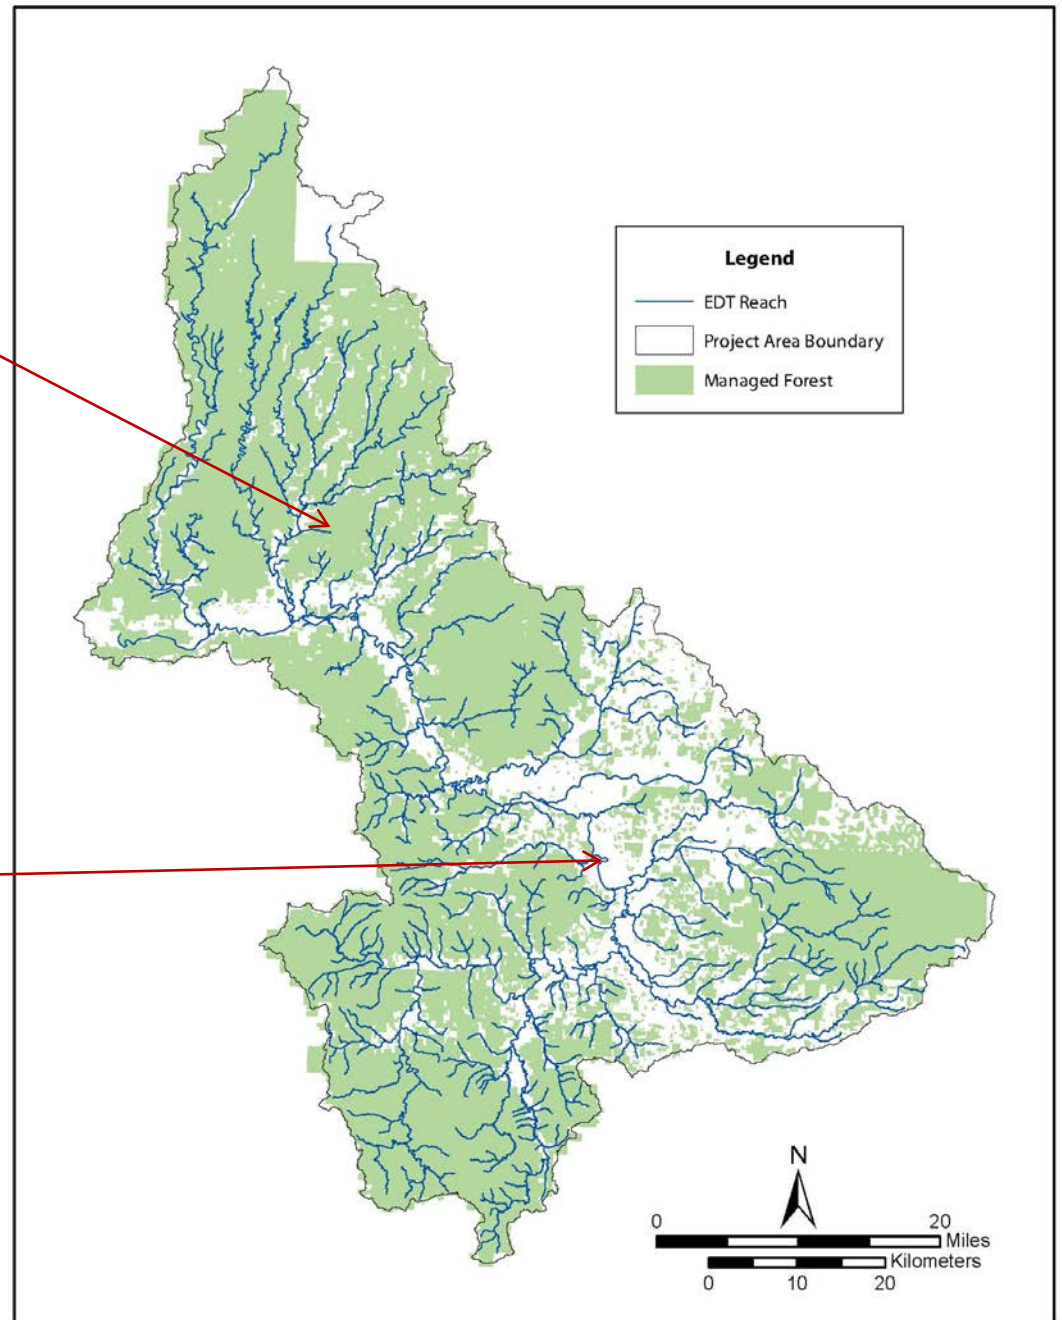 Legend
EDT Reach
Project Area Boundary
Managed Forest
N
0 20
Miles
Kilometers
0 10 20